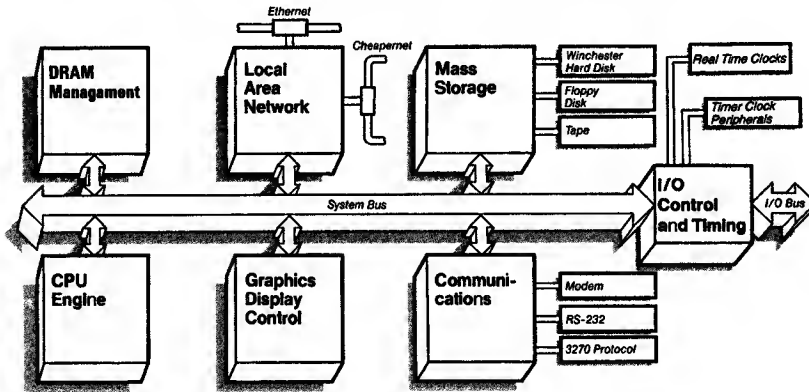 Ethernet
Cheapernet
DRAM
Management
Local
Area
Network
Mass
Storage
Winchester
Hard Disk
Floppy
Disk
Tape
Real Time Clocks
Timer Clock
Peripherals
System Bus
I/O
Control
and Timing
I/O Bus
CPU
Engine
Graphics
Display
Control
Communi-
cations
Modem
RS-232
3270 Protocol